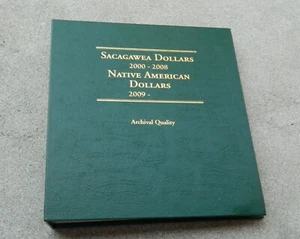 Sacagawea Dollars
2000 - 2008
Native American
Dollars
2009 -
Archival Quality